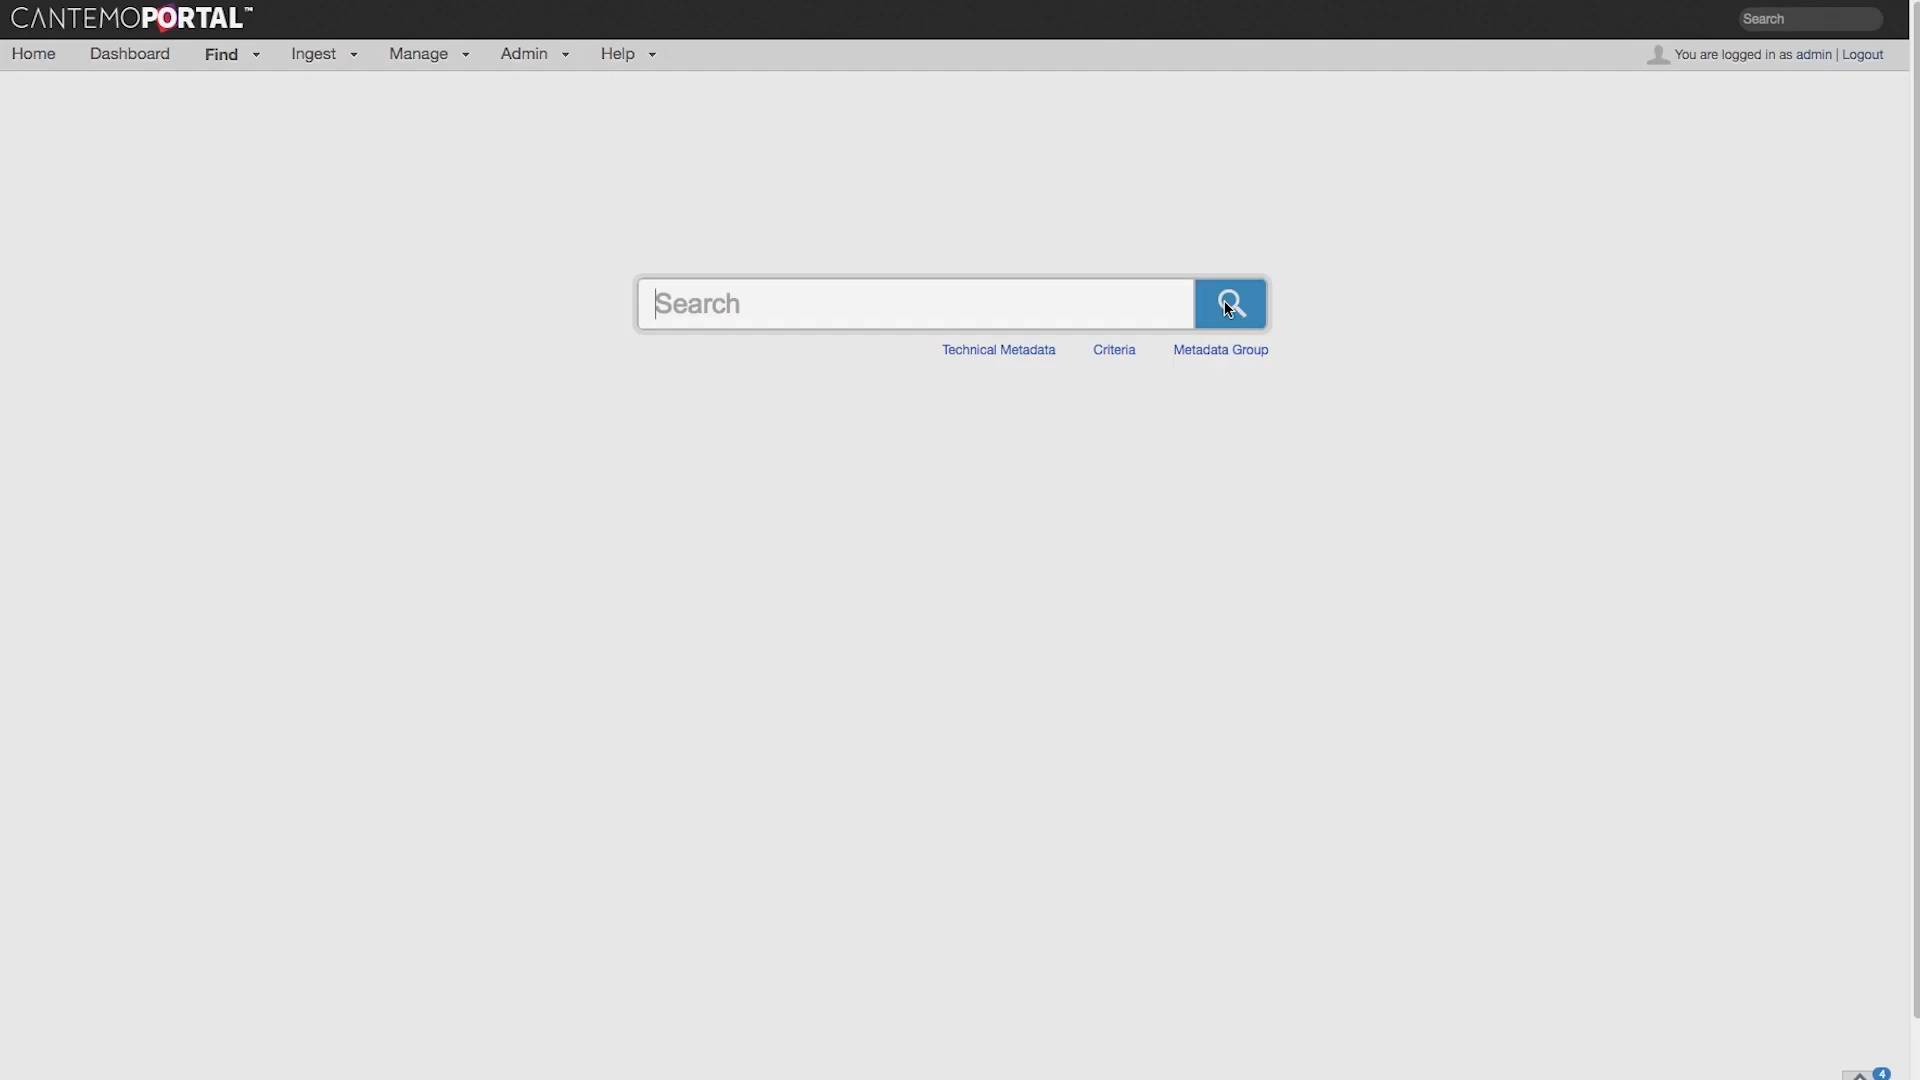 CANTEMOPORTAL™
Search
Home Dashboard Find Ingest Manage Admin Help
You are logged in as admin | Logout
Search
Technical Metadata Criteria Metadata Group
4